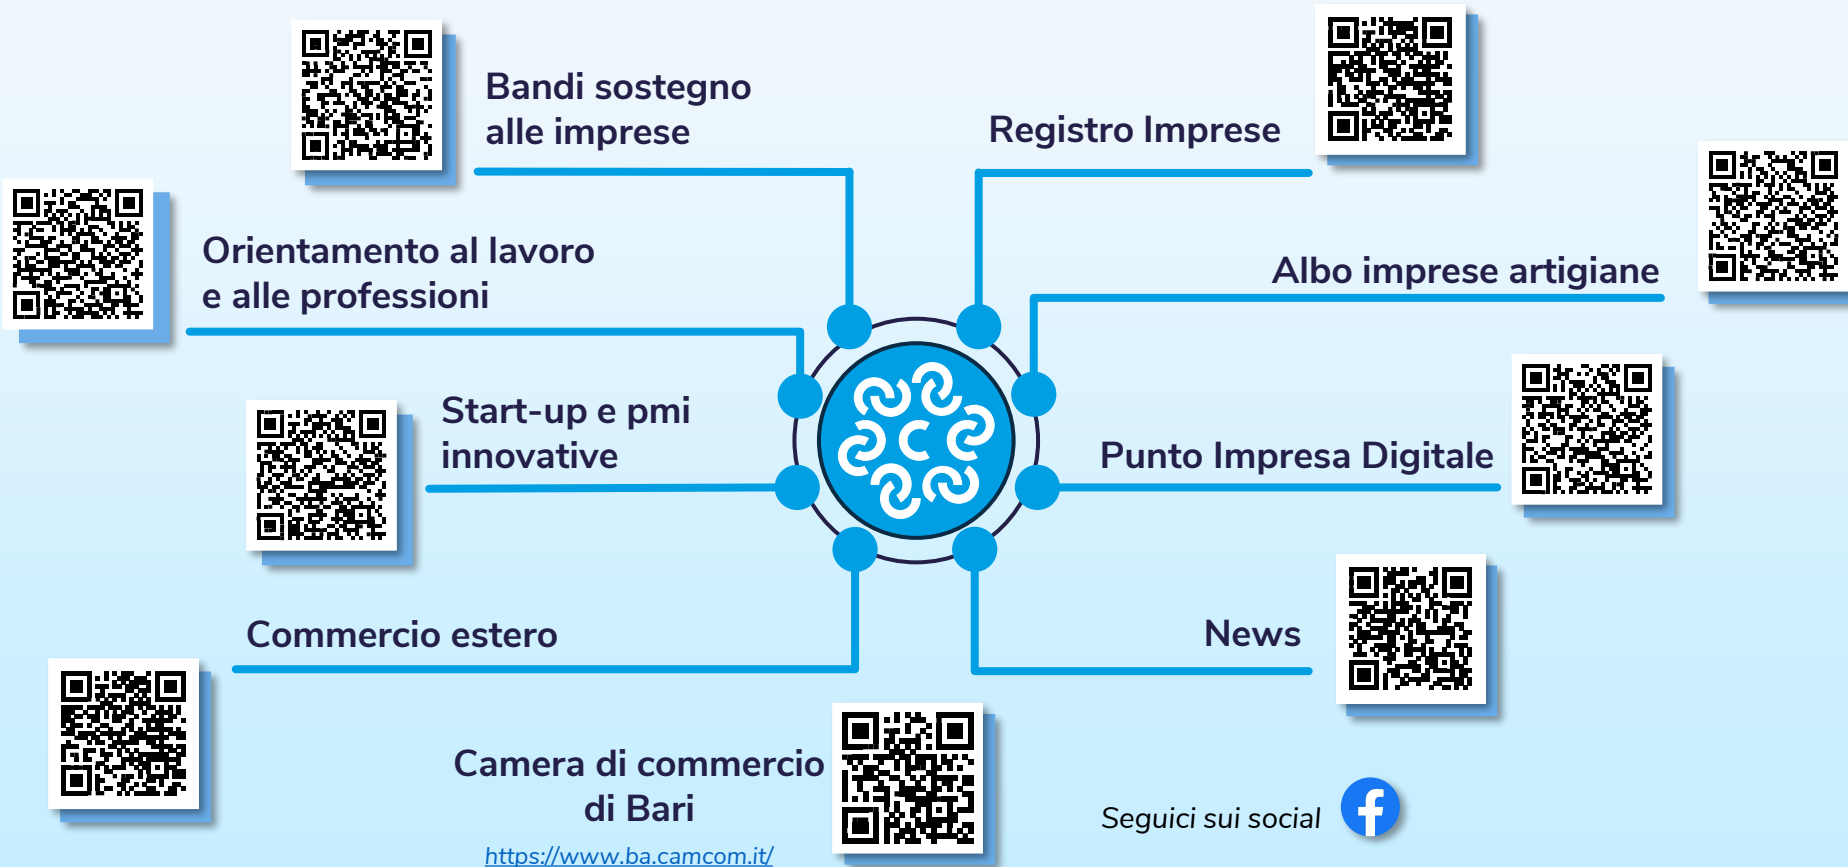 Bandi sostegno
alle imprese
Registro Imprese
Orientamento al lavoro
e alle professioni
Albo imprese artigiane
Start-up e pmi
innovative
Punto Impresa Digitale
Commercio estero
News
Camera di commercio
di Bari
https://www.ba.camcom.it/
Seguici sui social